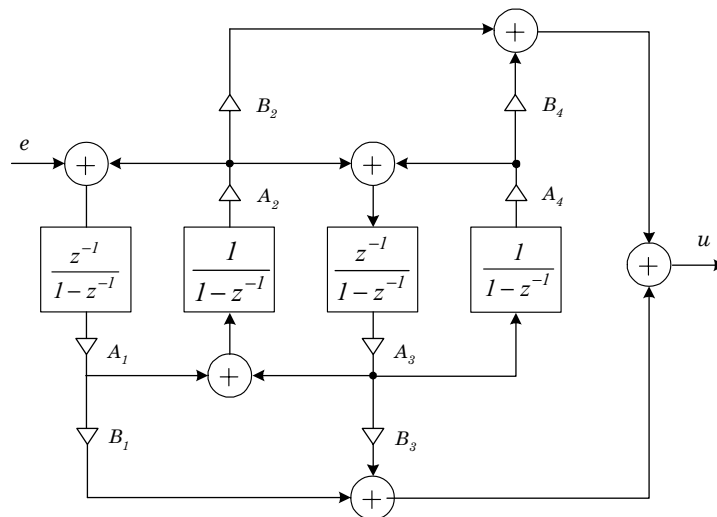 +
B₂ B₄
e + + 
A₂ A₄
u
z⁻¹ / 1 – z⁻¹
1 / 1 – z⁻¹
z⁻¹ / 1 – z⁻¹
1 / 1 – z⁻¹
+
A₁ A₃
+
B₁ B₃
+